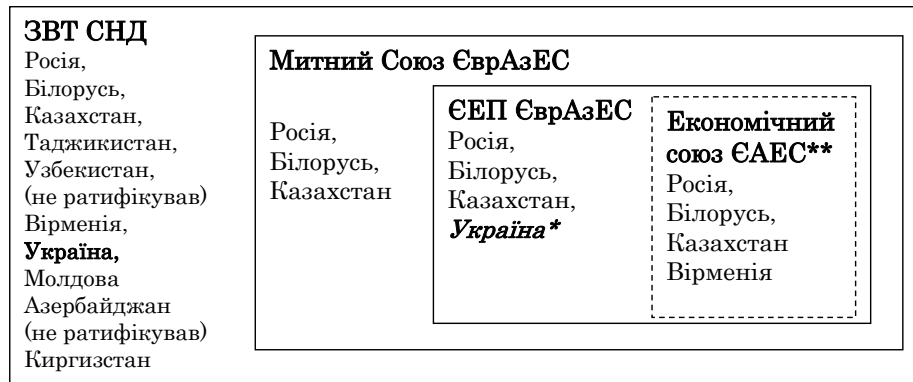 ЗВТ СНД
Росія,
Білорусь,
Казахстан,
Таджикистан,
Узбекистан,
(не ратифікував)
Вірменія,
Україна,
Молдова
Азербайджан
(не ратифікував)
Киргизстан
Митний Союз ЄврАзЕС
Росія,
Білорусь,
Казахстан
ЄЕП ЄврАзЕС
Росія,
Білорусь,
Казахстан,
Україна*
Економічний
союз ЄАЕС**
Росія,
Білорусь,
Казахстан
Вірменія